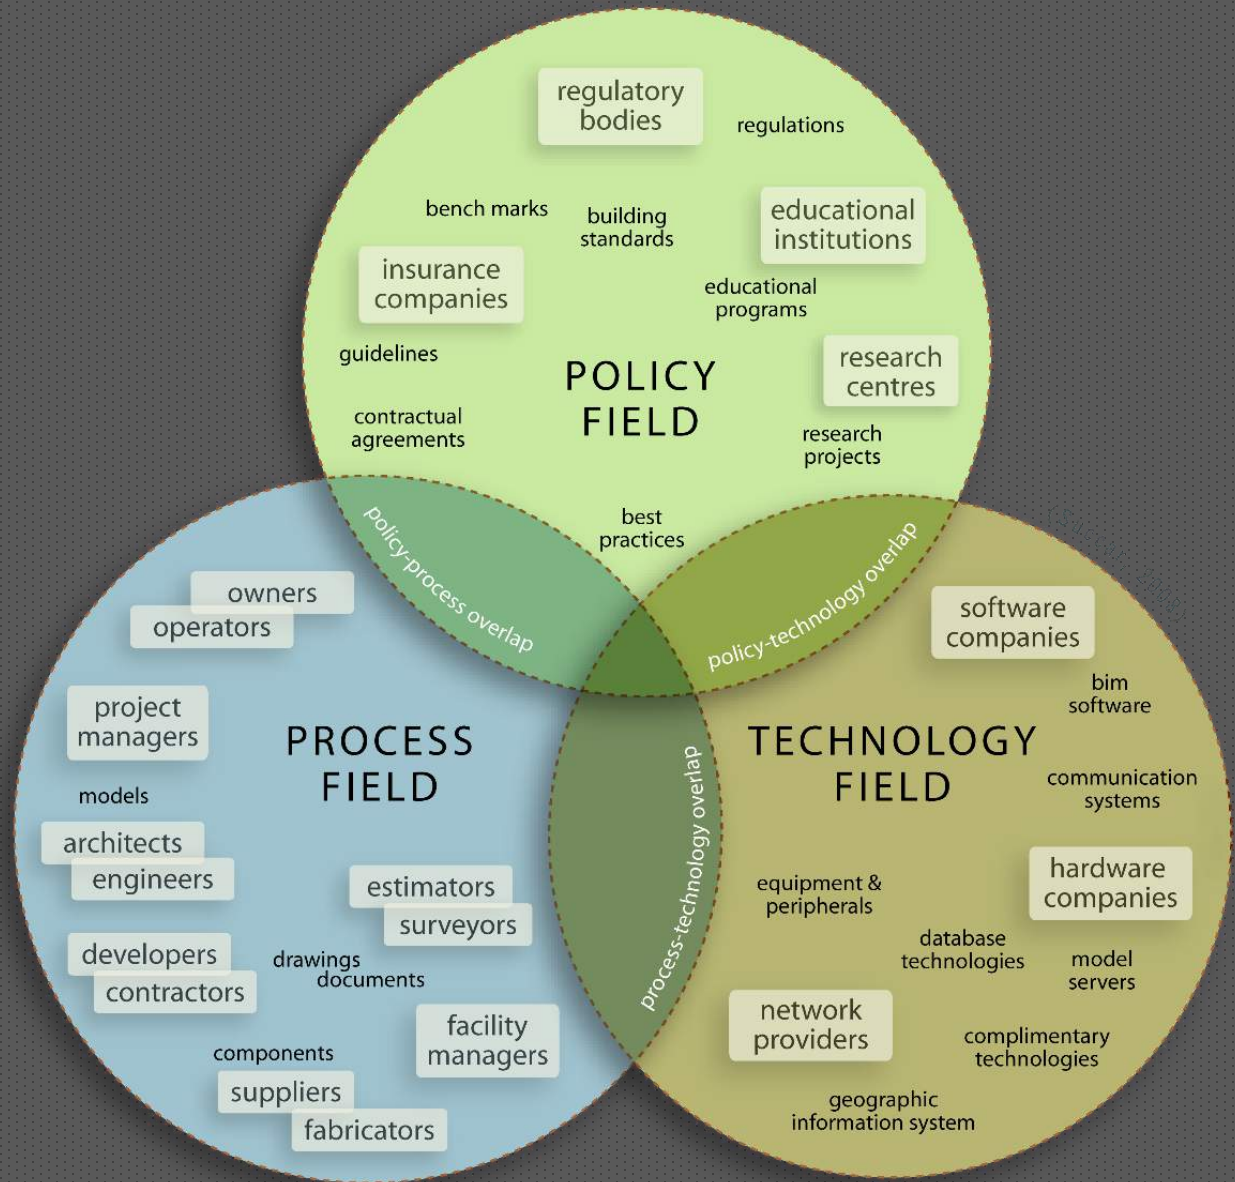 regulatory
bodies
regulations
bench marks
building
standards
educational
institutions
insurance
companies
educational
programs
guidelines
POLICY
FIELD
research
centres
contractual
agreements
research
projects
best
practices
policy-process overlap
policy-technology overlap
owners
operators
project
managers
PROCESS
FIELD
models
architects
engineers
estimators
surveyors
developers
contractors
drawings
documents
facility
managers
components
suppliers
fabricators
process-technology overlap
software
companies
bim
software
TECHNOLOGY
FIELD
communication
systems
equipment &
peripherals
hardware
companies
database
technologies
model
servers
network
providers
complimentary
technologies
geographic
information system